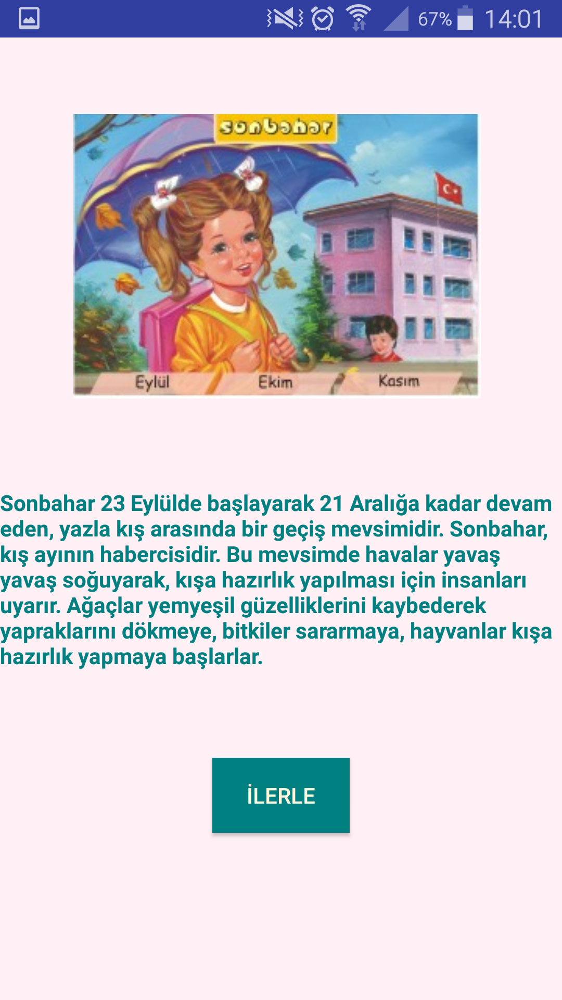 67% 14:01
sonbahar
Eylül Ekim Kasım
Sonbahar 23 Eylülde başlayarak 21 Aralığa kadar devam
eden, yazla kış arasında bir geçiş mevsimidir. Sonbahar,
kış ayının habercisidir. Bu mevsimde havalar yavaş
yavaş soğuyarak, kışa hazırlık yapılması için insanları
uyarır. Ağaçlar yemyeşil güzelliklerini kaybederek
yapraklarını dökmeye, bitkiler sararmaya, hayvanlar kışa
hazırlık yapmaya başlarlar.
İLERLE